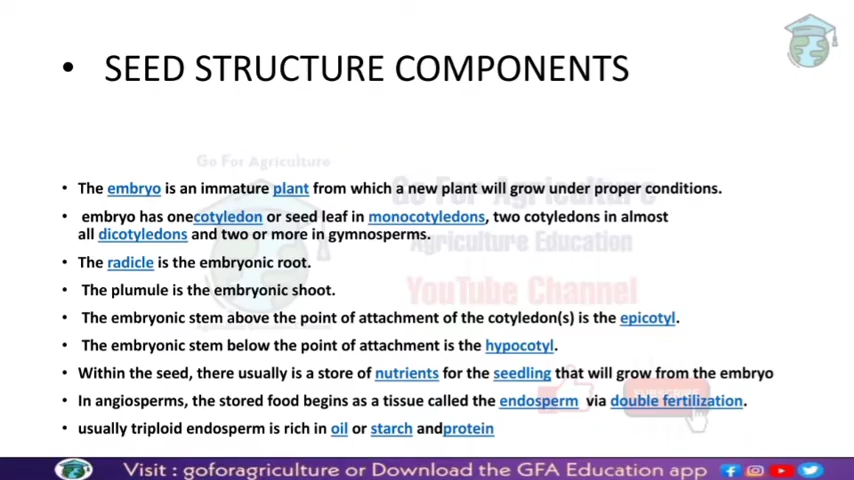 • SEED STRUCTURE COMPONENTS
Go For Agriculture
Go For Agriculture
Agriculture Education
YouTube Channel
• The embryo is an immature plant from which a new plant will grow under proper conditions.
• embryo has onecotyledon or seed leaf in monocotyledons, two cotyledons in almost
all dicotyledons and two or more in gymnosperms.
• The radicle is the embryonic root.
• The plumule is the embryonic shoot.
• The embryonic stem above the point of attachment of the cotyledon(s) is the epicotyl.
• The embryonic stem below the point of attachment is the hypocotyl.
• Within the seed, there usually is a store of nutrients for the seedling that will grow from the embryo
• In angiosperms, the stored food begins as a tissue called the endosperm via double fertilization.
SUBSCRIBE
• usually triploid endosperm is rich in oil or starch andprotein
Visit : goforagriculture or Download the GFA Education app